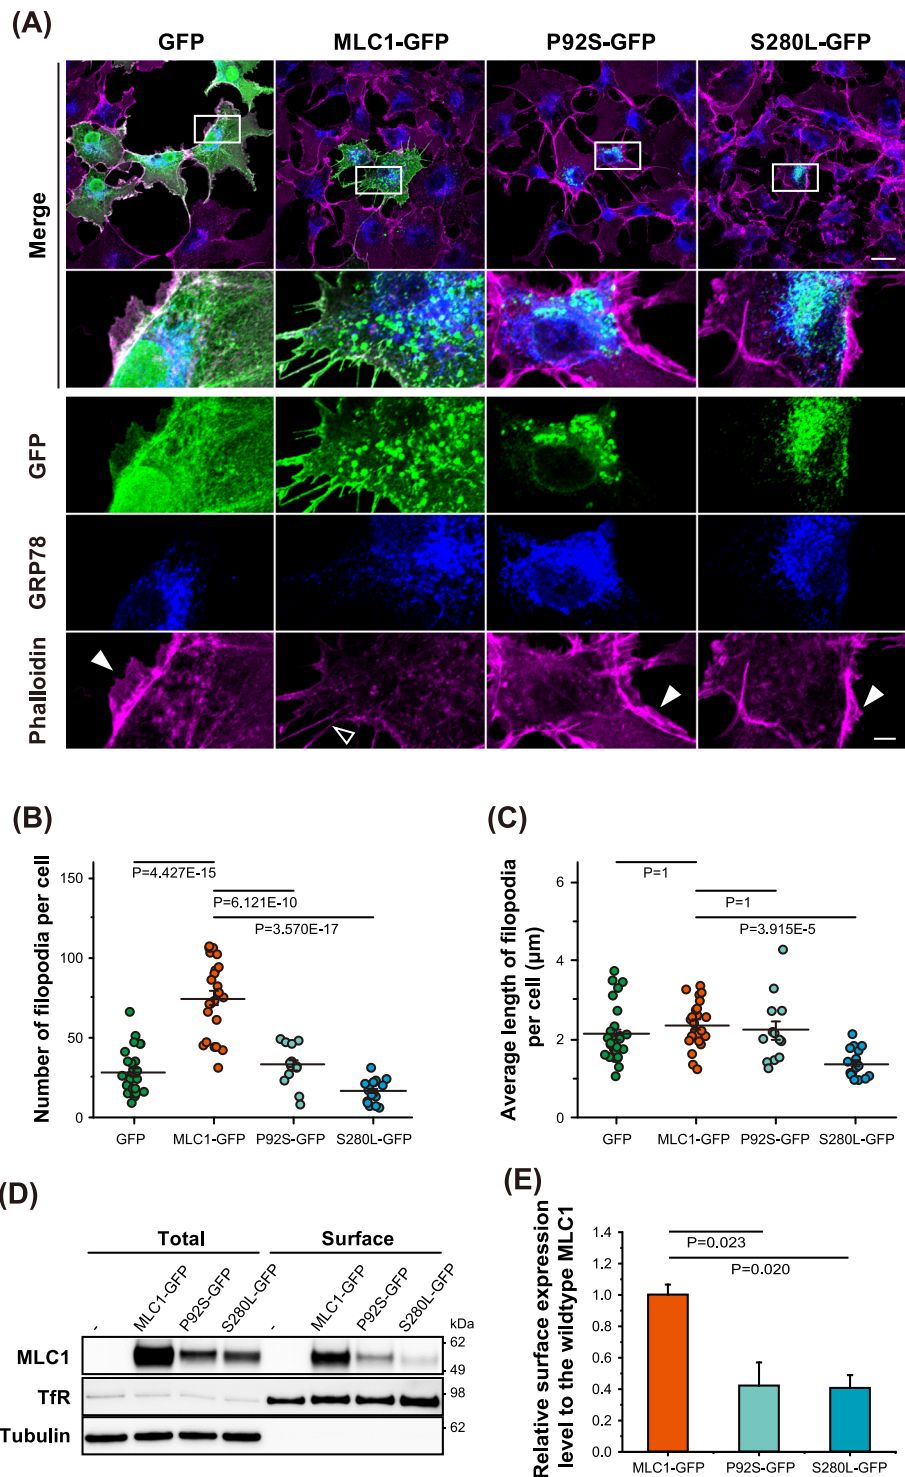 (A)
GFP MLC1-GFP P92S-GFP S280L-GFP
Merge
GFP
GRP78
Phalloidin
(B)
Number of filopodia per cell
150
100
50
0
P=4.427E-15
P=6.121E-10
P=3.570E-17
GFP MLC1-GFP P92S-GFP S280L-GFP
(C)
Average length of filopodia
per cell (μm)
6
4
2
0
P=1
P=1
P=3.915E-5
GFP MLC1-GFP P92S-GFP S280L-GFP
(D)
Total Surface
- MLC1-GFP P92S-GFP S280L-GFP - MLC1-GFP P92S-GFP S280L-GFP
kDa
MLC1
62
49
TfR
98
Tubulin
62
(E)
Relative surface expression
level to the wildtype MLC1
1.4
1.2
1.0
0.8
0.6
0.4
0.2
0.0
P=0.023
P=0.020
MLC1-GFP P92S-GFP S280L-GFP